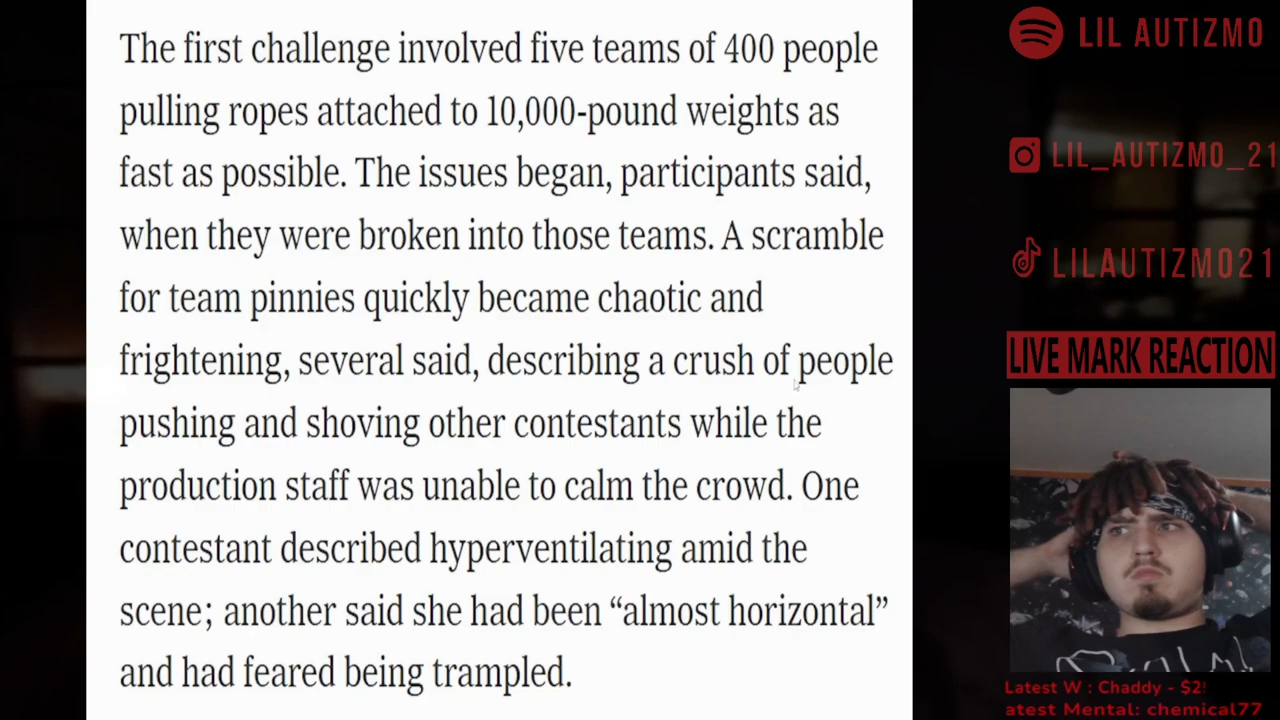 The first challenge involved five teams of 400 people
pulling ropes attached to 10,000-pound weights as
fast as possible. The issues began, participants said,
when they were broken into those teams. A scramble
for team pinnies quickly became chaotic and
frightening, several said, describing a crush of people
pushing and shoving other contestants while the
production staff was unable to calm the crowd. One
contestant described hyperventilating amid the
scene; another said she had been “almost horizontal”
and had feared being trampled.
LIL AUTIZMO
LIL_AUTIZMO_21
LILAUTIZMO21
LIVE MARK REACTION
Latest W : Chaddy - $2
atest Mental: chemical77